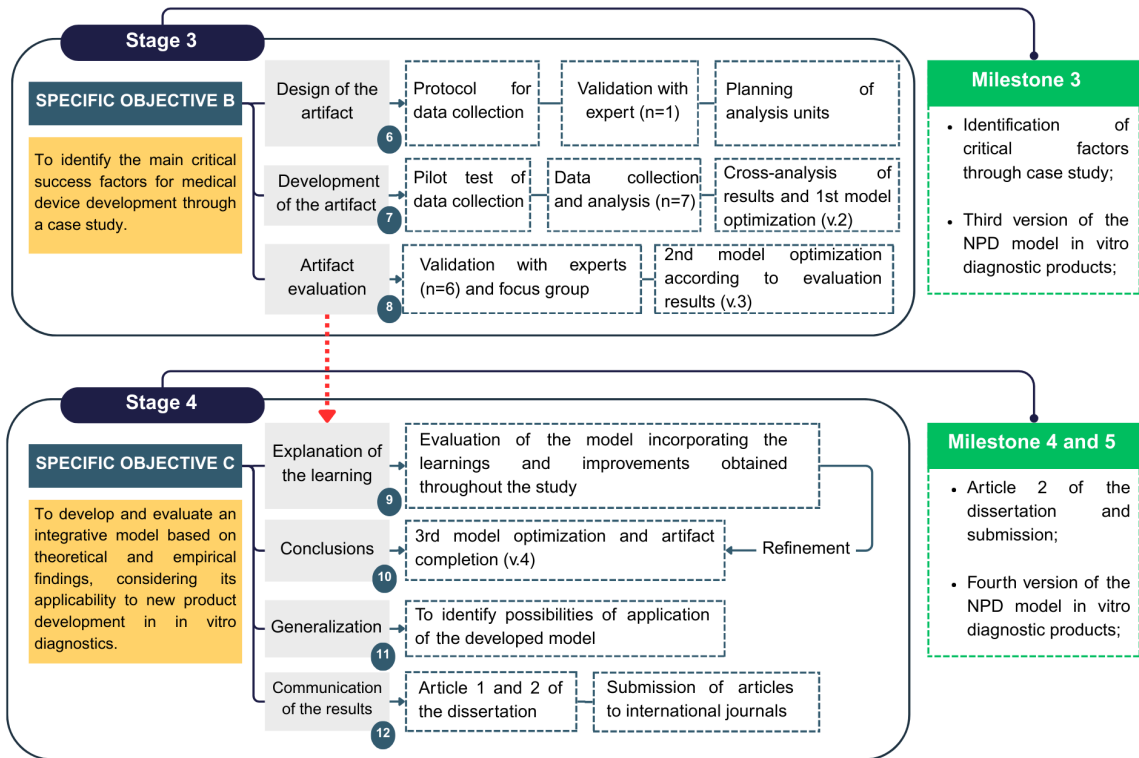 Stage 3
SPECIFIC OBJECTIVE B
To identify the main critical
success factors for medical
device development through
a case study.
Design of the
artifact
6
Protocol for
data collection
Validation with
expert (n=1)
Planning of
analysis units
Development
of the artifact
7
Pilot test of
data collection
Data collection
and analysis (n=7)
Cross-analysis of
results and 1st model
optimization (v.2)
Artifact
evaluation
8
Validation with experts
(n=6) and focus group
2nd model optimization
according to evaluation
results (v.3)
Milestone 3
• Identification of
critical factors
through case study;
• Third version of the
NPD model in vitro
diagnostic products;
Stage 4
SPECIFIC OBJECTIVE C
To develop and evaluate an
integrative model based on
theoretical and empirical
findings, considering its
applicability to new product
development in in vitro
diagnostics.
Explanation of
the learning
9
Evaluation of the model incorporating the
learnings and improvements obtained
throughout the study
Conclusions
10
3rd model optimization and artifact
completion (v.4)
Refinement
Generalization
11
To identify possibilities of application
of the developed model
Communication
of the results
12
Article 1 and 2 of
the dissertation
Submission of articles
to international journals
Milestone 4 and 5
• Article 2 of the
dissertation and
submission;
• Fourth version of the
NPD model in vitro
diagnostic products;